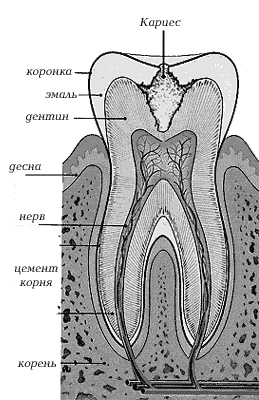 Кариес
коронка
эмаль
дентин
десна
нерв
цемент
корня
корень